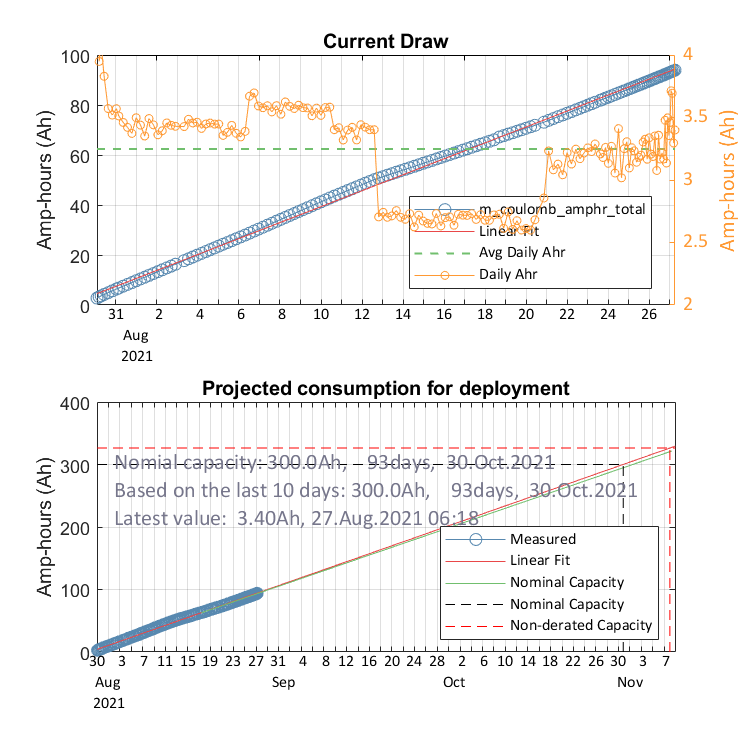 Current Draw
100
80
60
40
20
0
Amp-hours (Ah)
4
3.5
3
2.5
2
Amp-hours (Ah)
m_coulomb_amphr_total
Linear Fit
Avg Daily Ahr
Daily Ahr
31 2 4 6 8 10 12 14 16 18 20 22 24 26
Aug
2021
Projected consumption for deployment
400
300
200
100
0
Amp-hours (Ah)
Nomial capacity: 300.0Ah, 93days, 30.Oct.2021
Based on the last 10 days: 300.0Ah, 93days, 30.Oct.2021
Latest value: 3.40Ah, 27.Aug.2021 06:18
Measured
Linear Fit
Nominal Capacity
Nominal Capacity
Non-derated Capacity
30 3 7 11 15 19 23 27 31 4 8 12 16 20 24 28 2 6 10 14 18 22 26 30 3 7
Aug Sep Oct Nov
2021